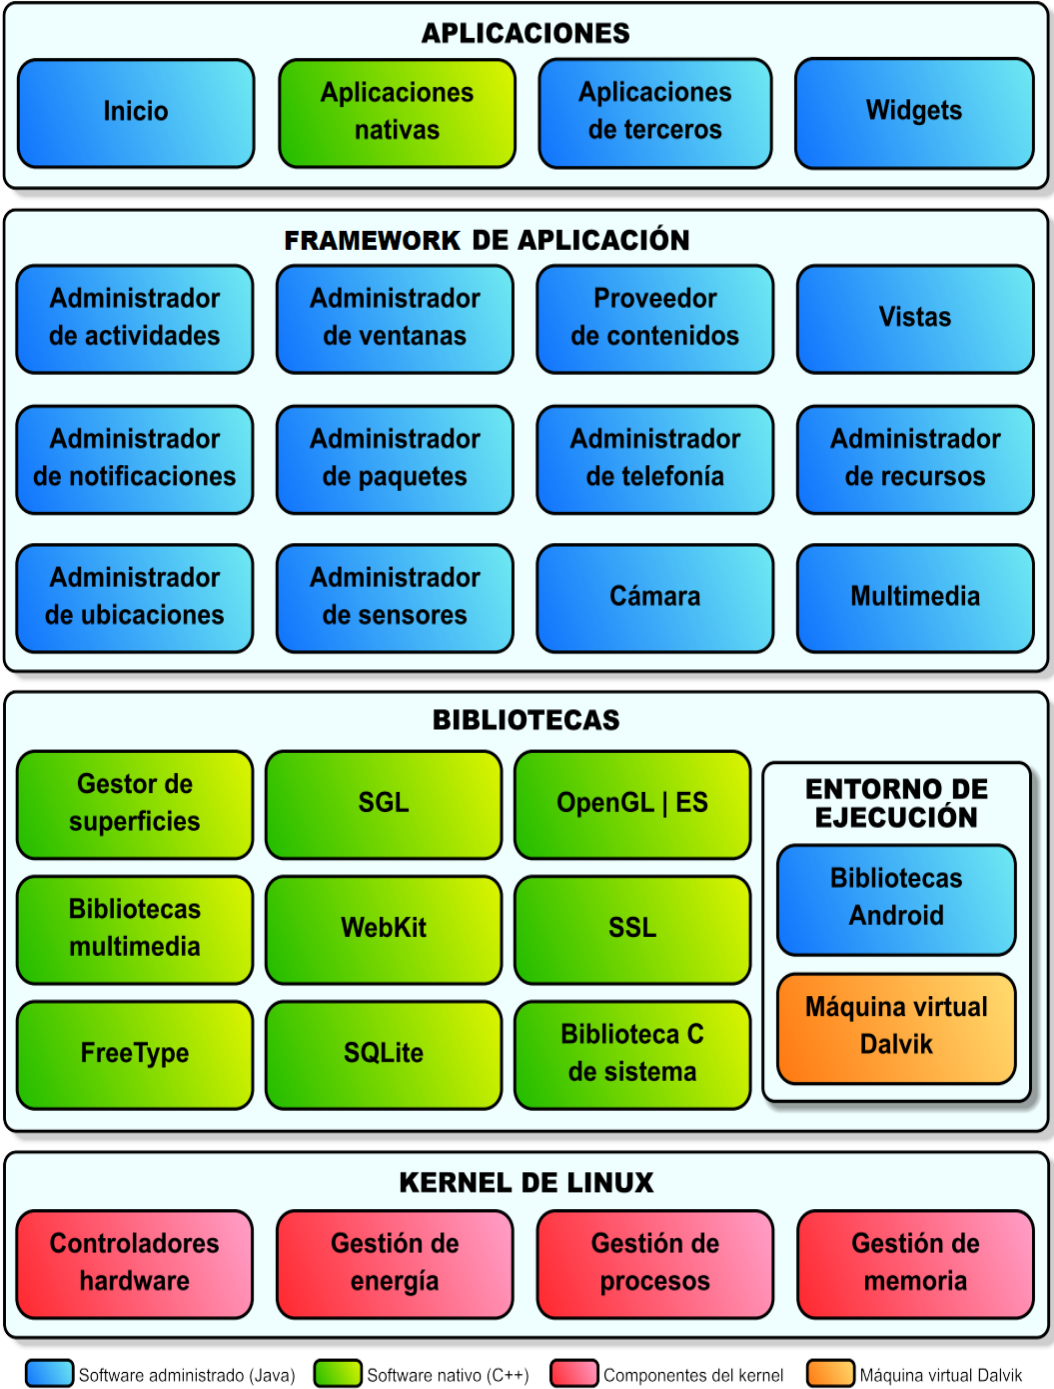 APLICACIONES
Inicio
Aplicaciones
nativas
Aplicaciones
de terceros
Widgets
FRAMEWORK DE APLICACIÓN
Administrador
de actividades
Administrador
de ventanas
Proveedor
de contenidos
Vistas
Administrador
de notificaciones
Administrador
de paquetes
Administrador
de telefonía
Administrador
de recursos
Administrador
de ubicaciones
Administrador
de sensores
Cámara
Multimedia
BIBLIOTECAS
Gestor de
superficies
SGL
OpenGL | ES
Bibliotecas
multimedia
WebKit
SSL
FreeType
SQLite
Biblioteca C
de sistema
ENTORNO DE
EJECUCIÓN
Bibliotecas
Android
Máquina virtual
Dalvik
KERNEL DE LINUX
Controladores
hardware
Gestión de
energía
Gestión de
procesos
Gestión de
memoria
Software administrado (Java)
Software nativo (C++)
Componentes del kernel
Máquina virtual Dalvik